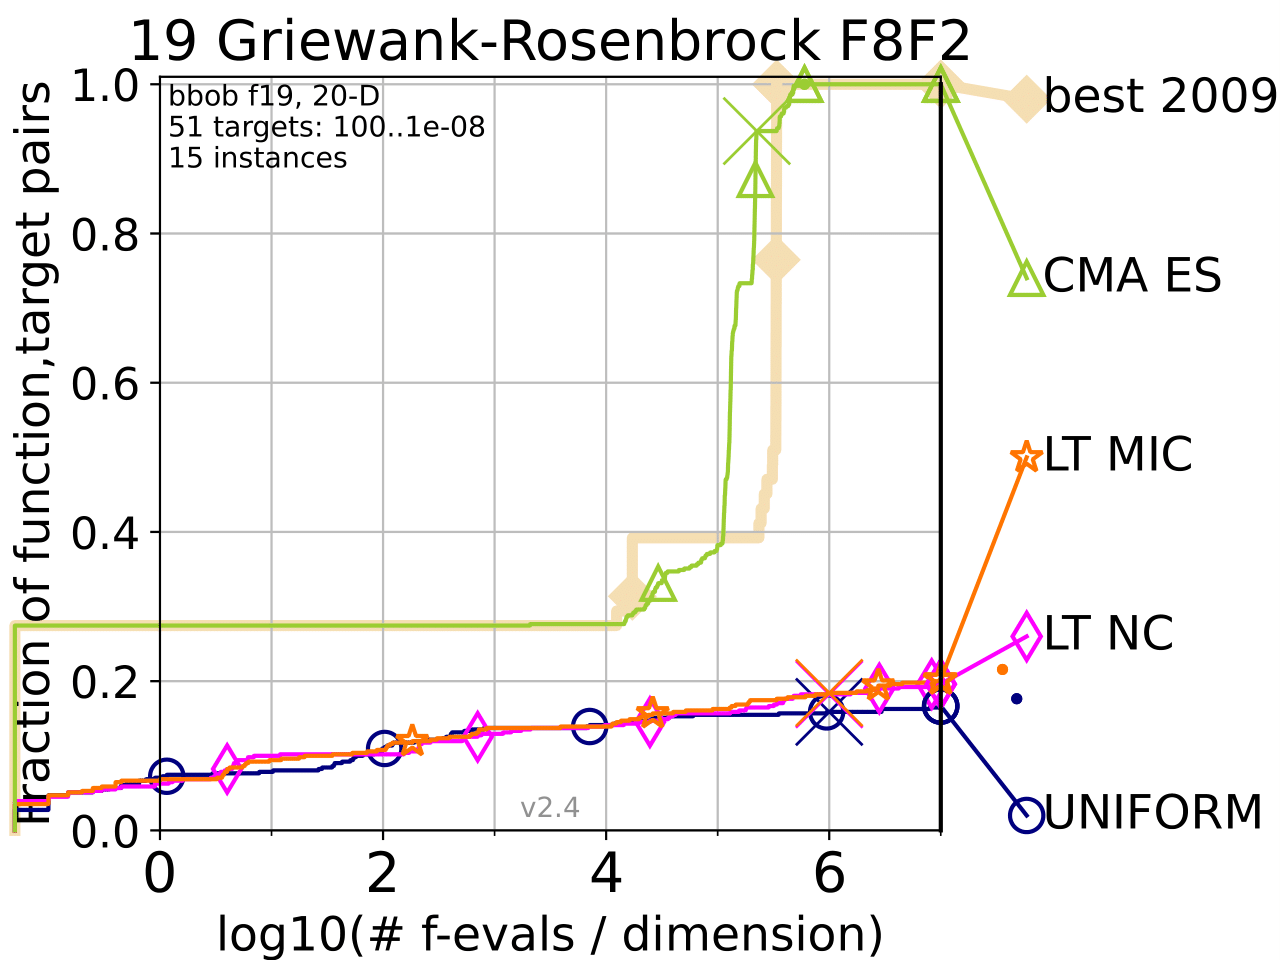 19 Griewank-Rosenbrock F8F2
bbob f19, 20-D
51 targets: 100..1e-08
15 instances
Fraction of function,target pairs
1.0
0.8
0.6
0.4
0.2
0.0
0
2
4
6
log10(# f-evals / dimension)
v2.4
best 2009
CMA ES
LT MIC
LT NC
UNIFORM